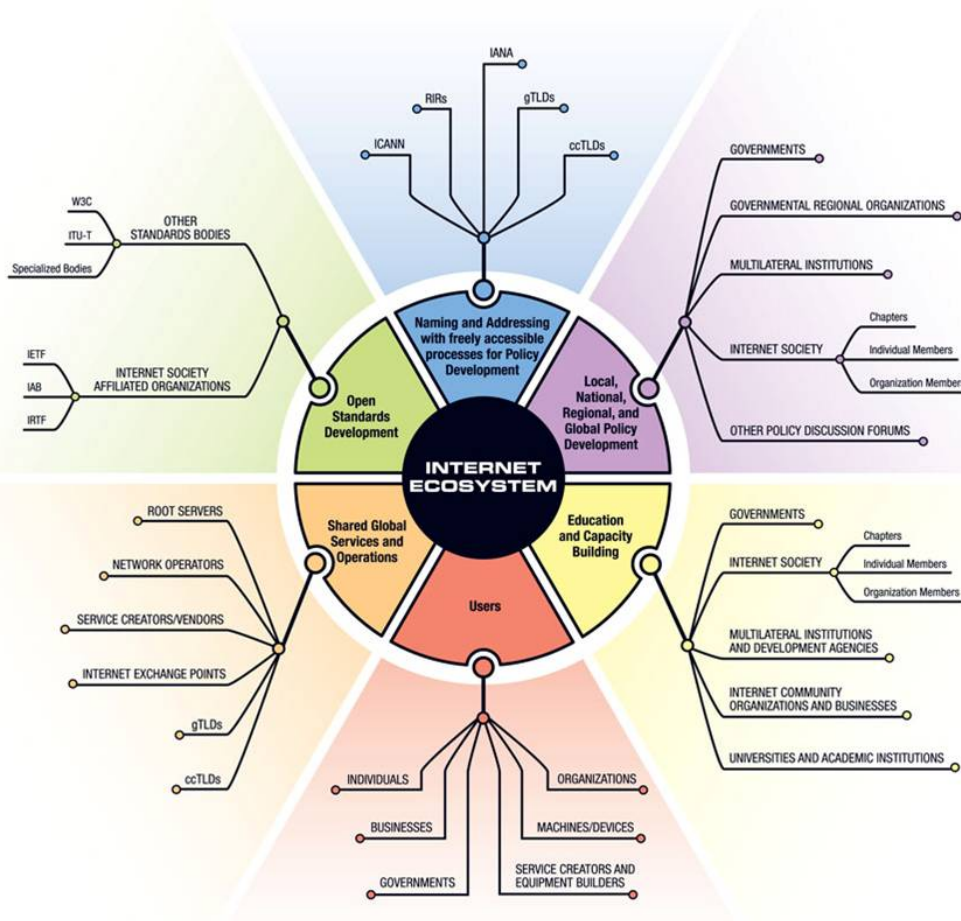 IANA
RIRs
gTLDs
ICANN
ccTLDs
GOVERNMENTS
GOVERNMENTAL REGIONAL ORGANIZATIONS
MULTILATERAL INSTITUTIONS
INTERNET SOCIETY
Chapters
Individual Members
Organization Members
OTHER POLICY DISCUSSION FORUMS
W3C
ITU-T
Specialized Bodies
OTHER
STANDARDS BODIES
IETF
IAB
IRTF
INTERNET SOCIETY
AFFILIATED ORGANIZATIONS
Naming and Addressing
with freely accessible
processes for Policy
Development
Open
Standards
Development
Local,
National,
Regional, and
Global Policy
Development
INTERNET
ECOSYSTEM
Shared Global
Services and
Operations
Education
and Capacity
Building
Users
ROOT SERVERS
NETWORK OPERATORS
SERVICE CREATORS/VENDORS
INTERNET EXCHANGE POINTS
gTLDs
ccTLDs
GOVERNMENTS
INTERNET SOCIETY
Chapters
Individual Members
Organization Members
MULTILATERAL INSTITUTIONS
AND DEVELOPMENT AGENCIES
INTERNET COMMUNITY
ORGANIZATIONS AND BUSINESSES
UNIVERSITIES AND ACADEMIC INSTITUTIONS
INDIVIDUALS
BUSINESSES
GOVERNMENTS
ORGANIZATIONS
MACHINES/DEVICES
SERVICE CREATORS AND
EQUIPMENT BUILDERS